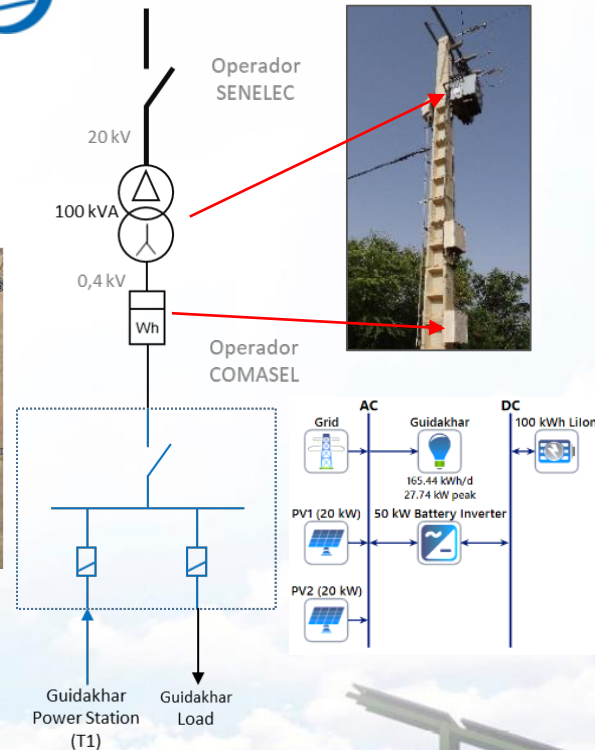 Operador
SENELEC
20 kV
100 kVA
0,4 kV
Wh
Operador
COMASEL
AC
DC
Grid
Guidakhar
100 kWh LiIon
165.44 kWh/d
27.74 kW peak
PV1 (20 kW)
50 kW Battery Inverter
PV2 (20 kW)
Guidakhar
Power Station
(T1)
Guidakhar
Load